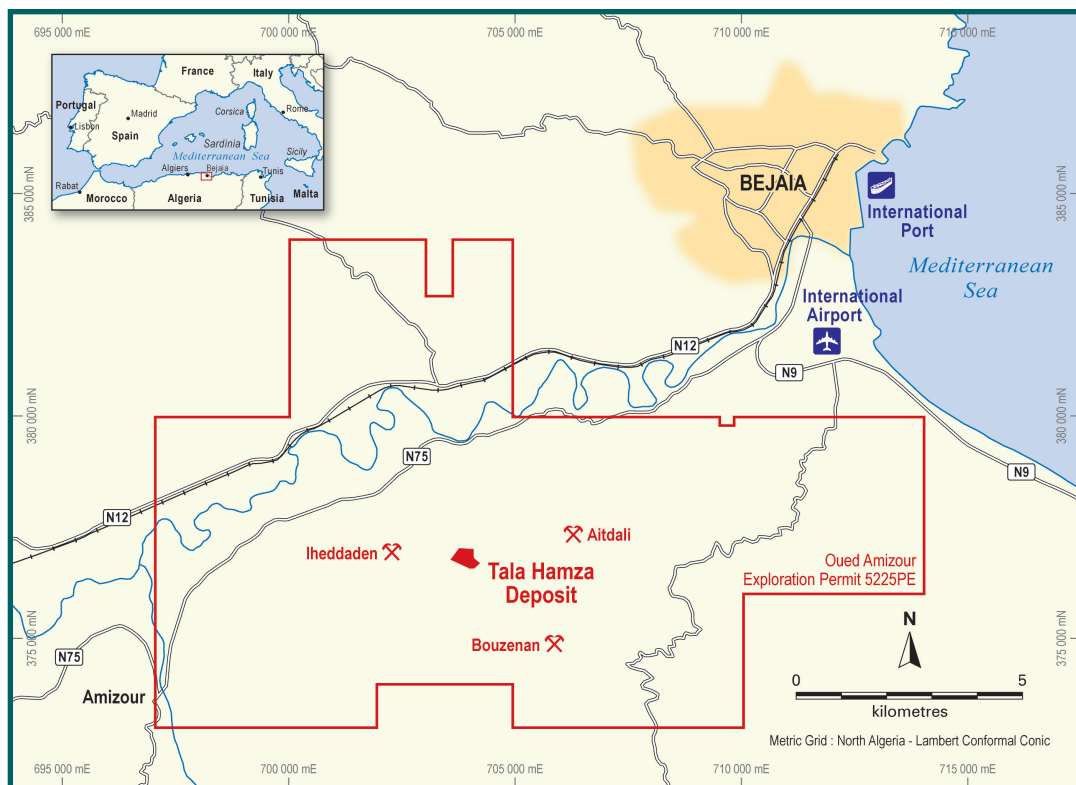 695 000 mE
700 000 mE
705 000 mE
710 000 mE
715 000 mE
France
Italy
Portugal
Madrid
Corsica
Rome
Lisbon
Spain
Sardinia
Mediterranean Sea
Sicily
Algiers
Bejaia
Tunis
Rabat
Morocco
Algeria
Tunisia
Malta
385 000 mN
385 000 mN
BEJAIA
International
Port
Mediterranean
Sea
International
Airport
N12
N9
380 000 mN
380 000 mN
N75
N9
N12
Iheddaden
Aitdali
Tala Hamza
Deposit
Oued Amizour
Exploration Permit 5225PE
Bouzenan
N
375 000 mN
375 000 mN
N75
Amizour
0
5
kilometres
Metric Grid : North Algeria - Lambert Conformal Conic
695 000 mE
700 000 mE
705 000 mE
710 000 mE
715 000 mE